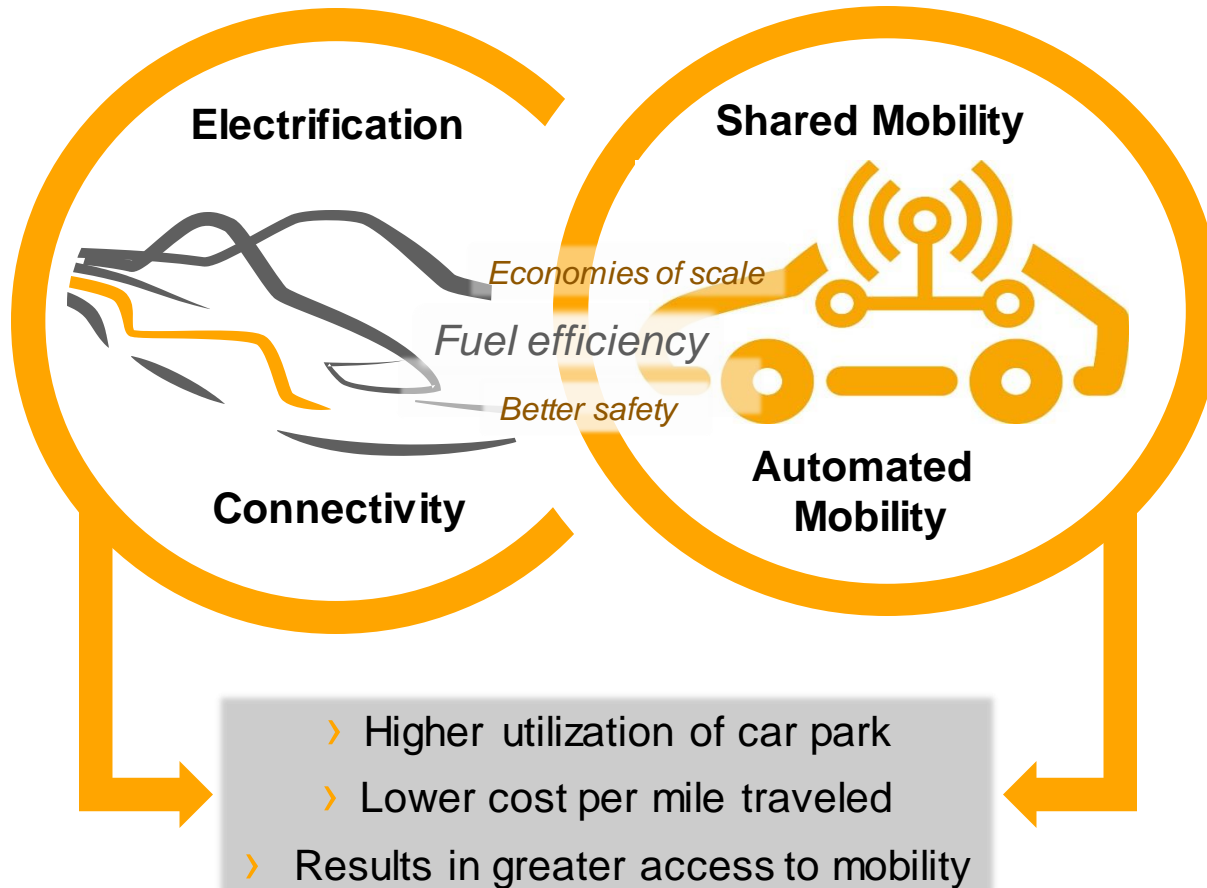 Electrification
Shared Mobility
Economies of scale
Fuel efficiency
Better safety
Connectivity
Automated
Mobility
› Higher utilization of car park
› Lower cost per mile traveled
› Results in greater access to mobility